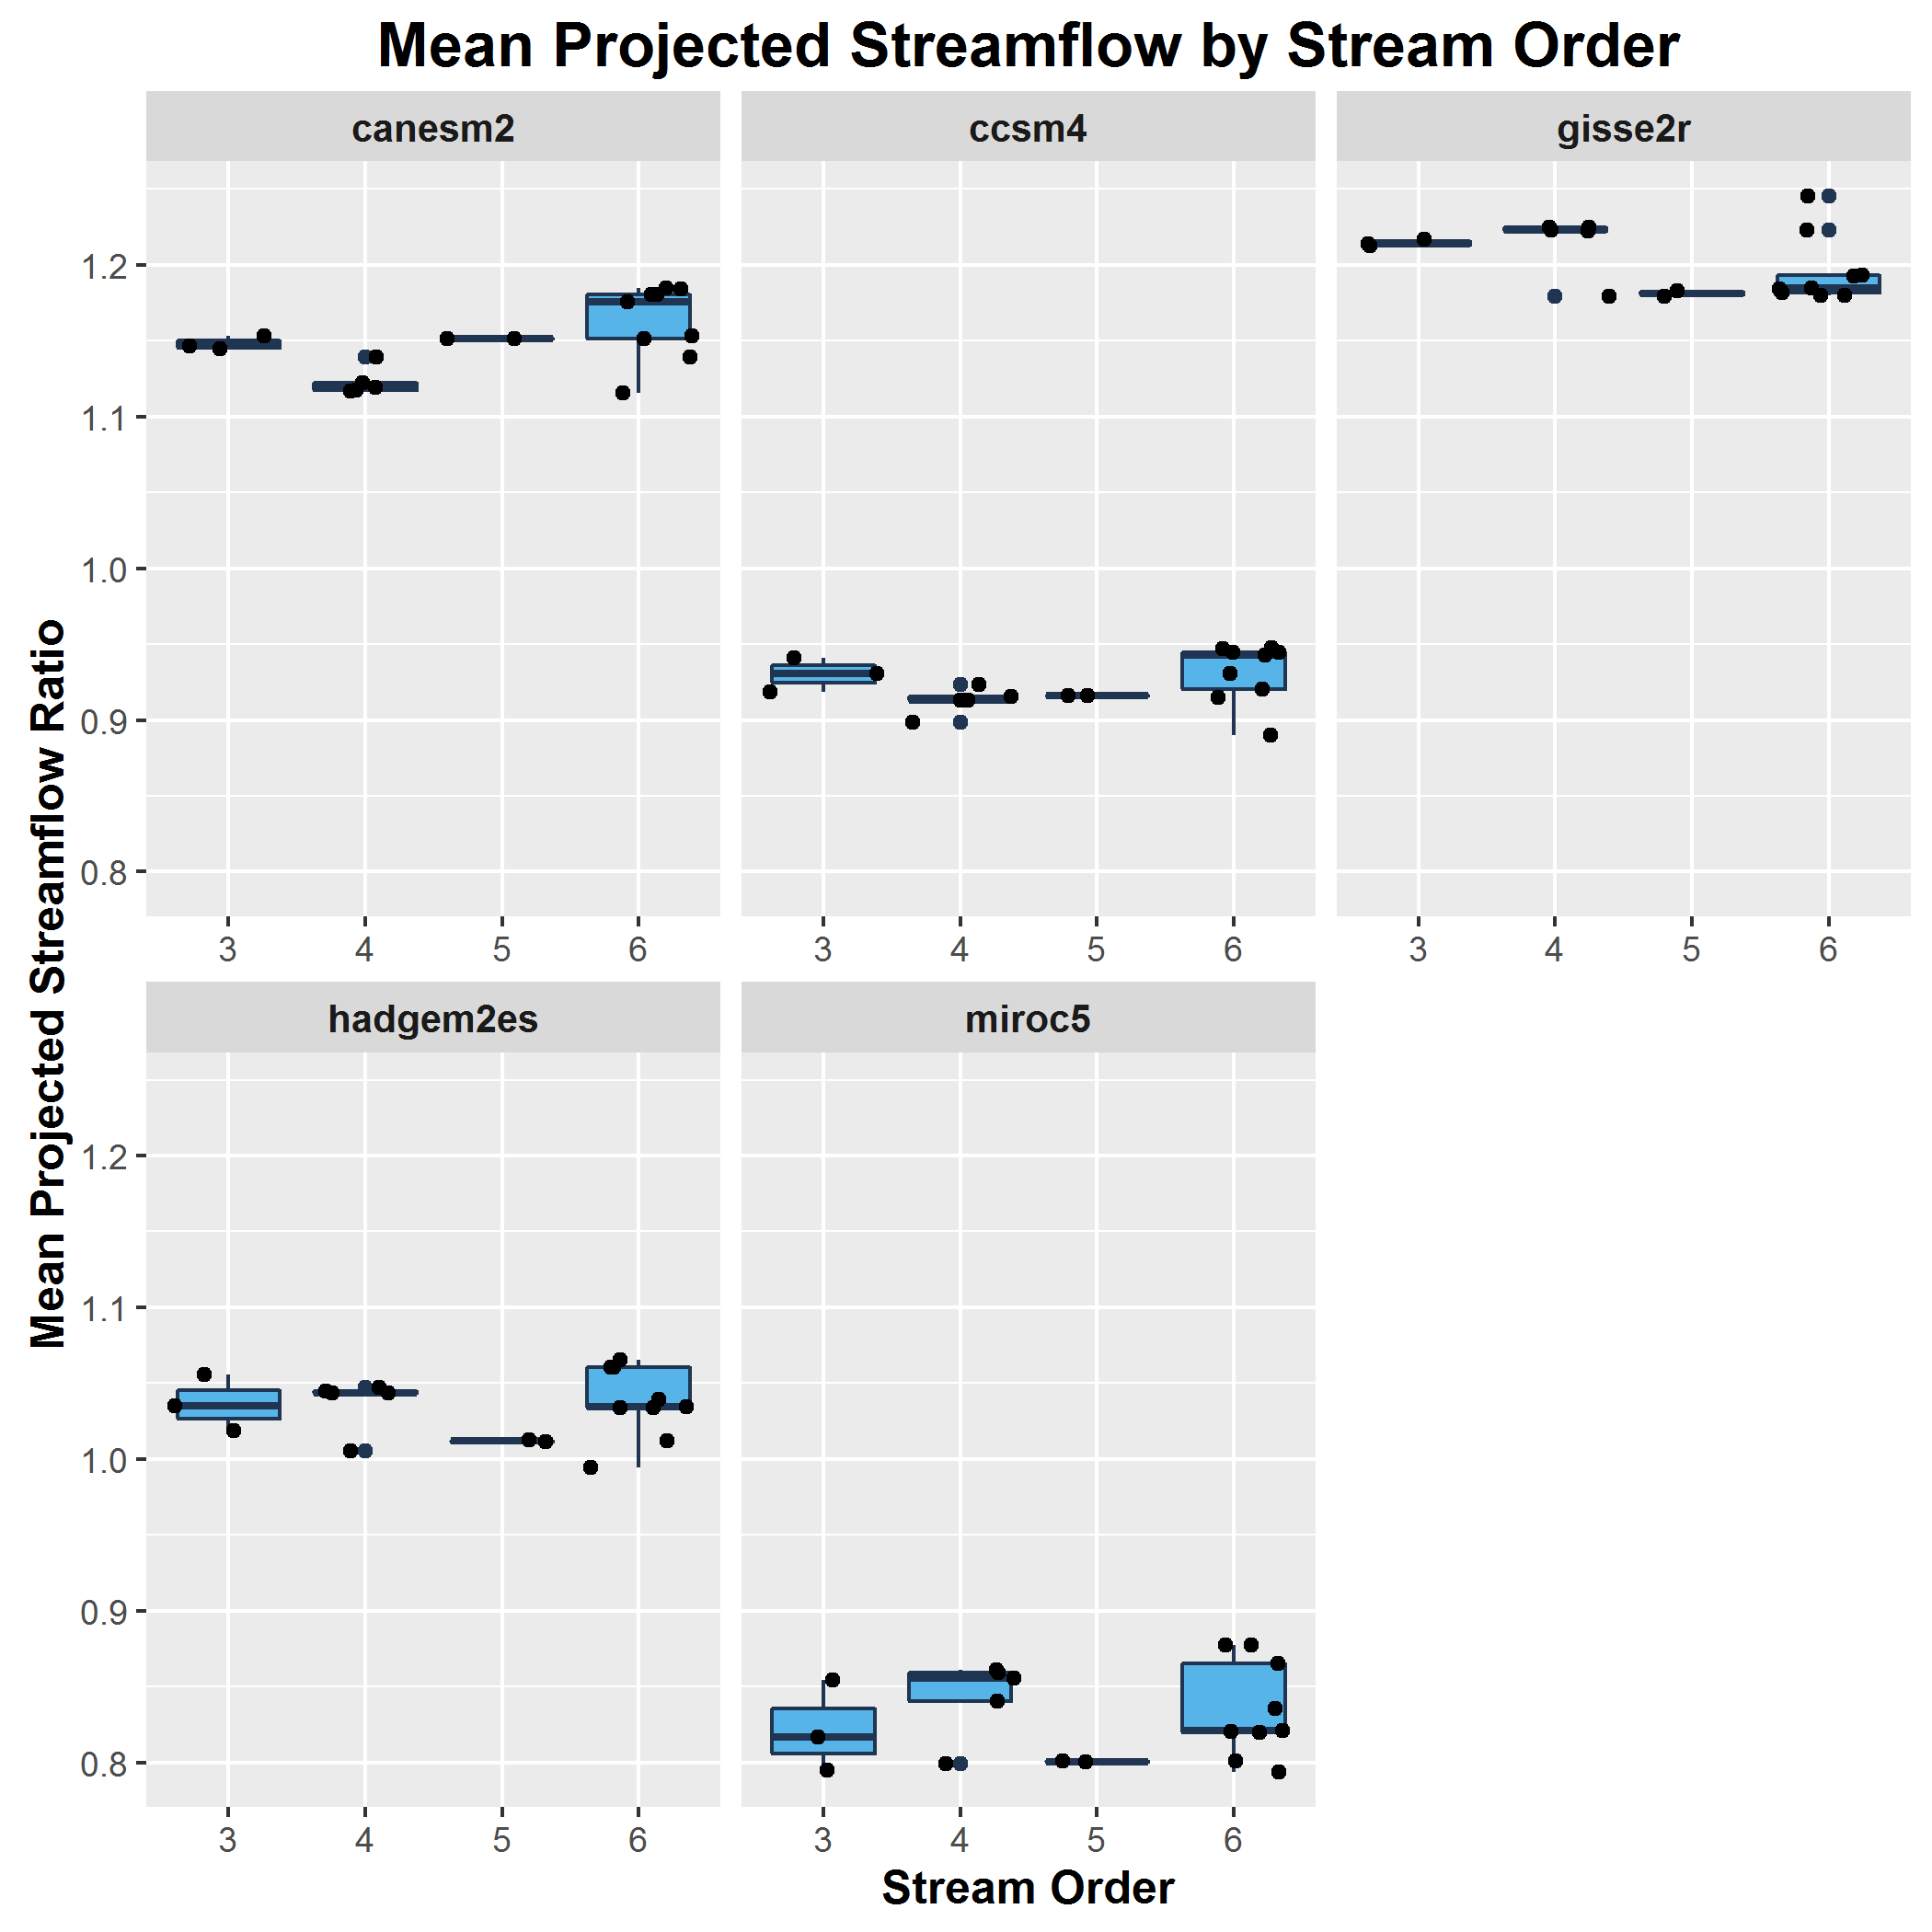 Mean Projected Streamflow by Stream Order
canesm2
ccsm4
gisse2r
1.2
1.1
1.0
0.9
0.8
3 4 5 6
3 4 5 6
3 4 5 6
Mean Projected Streamflow Ratio
hadgem2es
miroc5
1.2
1.1
1.0
0.9
0.8
3 4 5 6
3 4 5 6
Stream Order